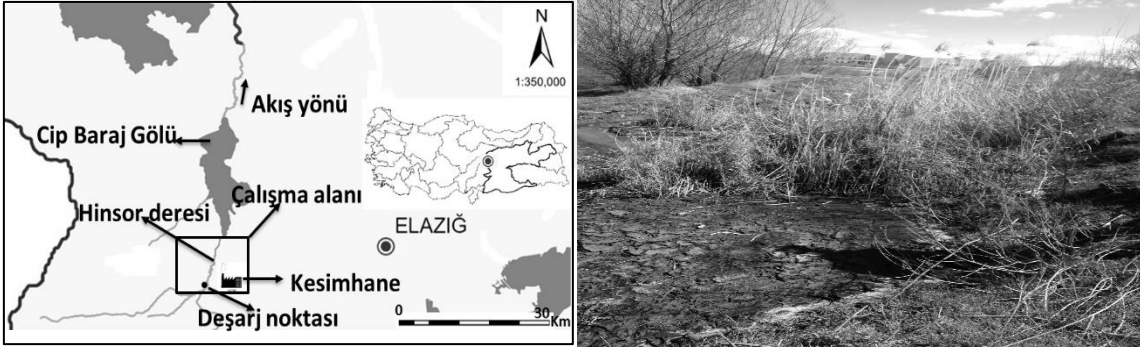 N
1:350,000
Akış yönü
Cip Baraj Gölü
Çalışma alanı
Hinsor deresi
ELAZIĞ
Kesimhane
Deşarj noktası
0 30
Km